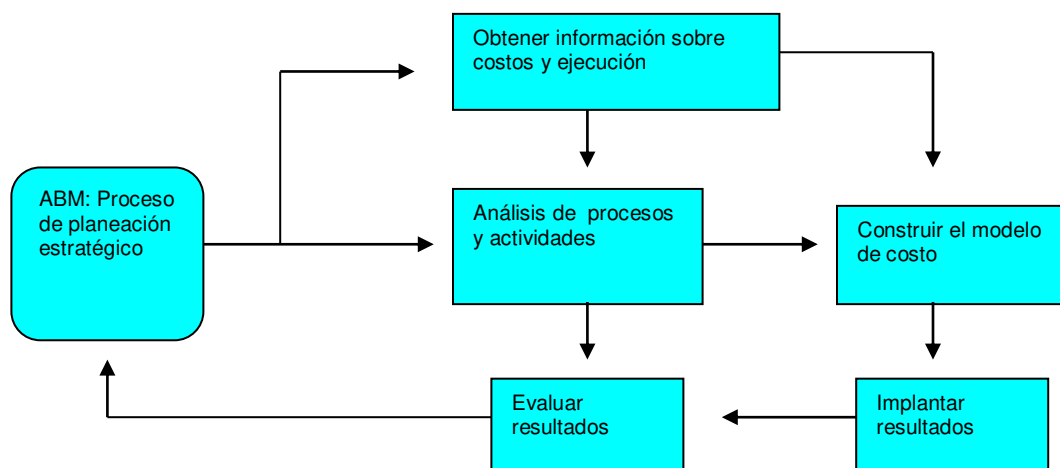 Obtener información sobre
costos y ejecución
ABM: Proceso
de planeación
estratégico
Análisis de procesos
y actividades
Construir el modelo
de costo
Evaluar
resultados
Implantar
resultados